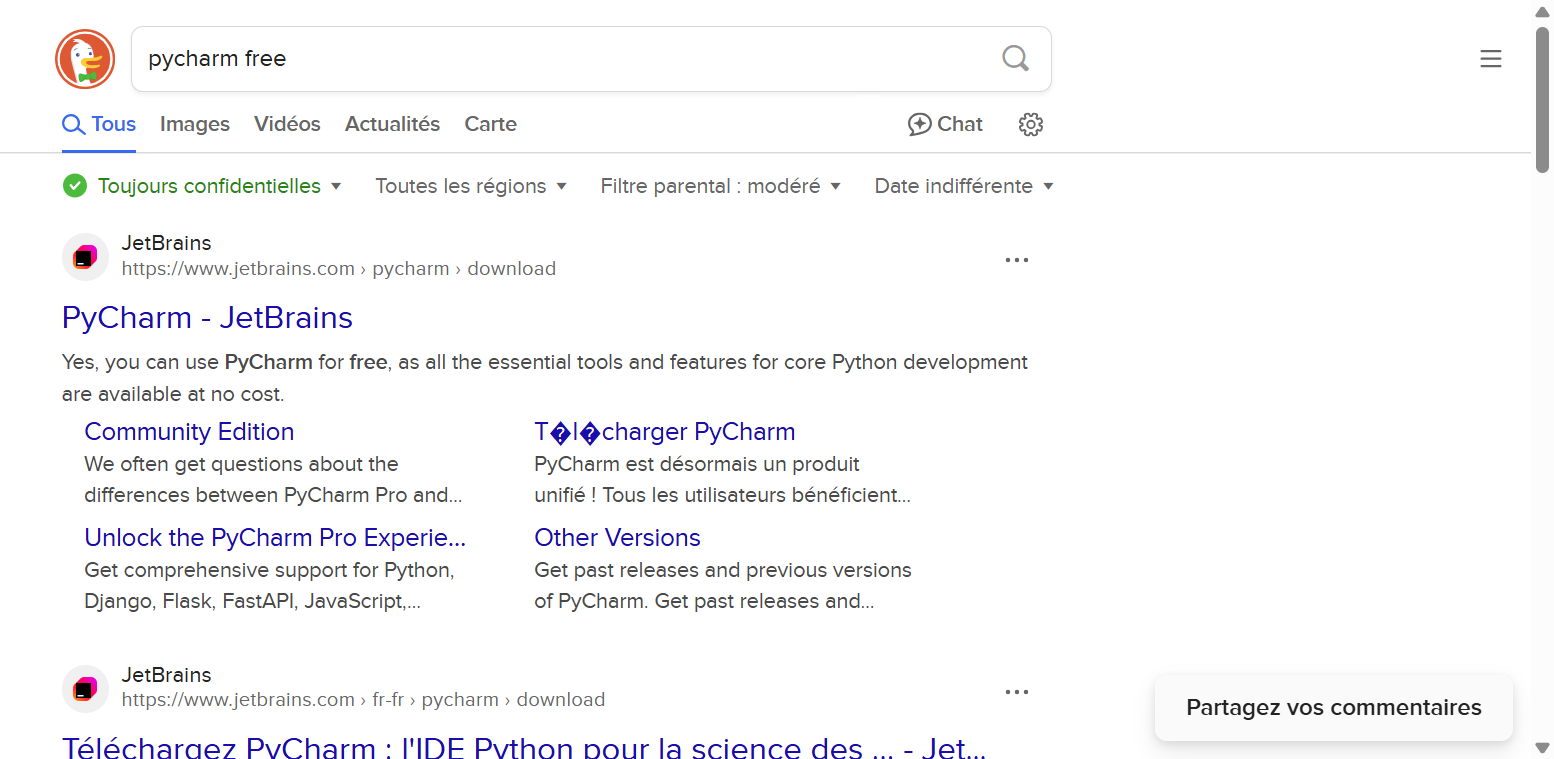 pycharm free
Tous Images Vidéos Actualités Carte Chat
Toujours confidentielles Toutes les régions Filtre parental : modéré Date indifférente
JetBrains
https://www.jetbrains.com › pycharm › download
PyCharm - JetBrains
Yes, you can use PyCharm for free, as all the essential tools and features for core Python development
are available at no cost.
Community Edition
We often get questions about the
differences between PyCharm Pro and...
T�l�charger PyCharm
PyCharm est désormais un produit
unifié ! Tous les utilisateurs bénéficient...
Unlock the PyCharm Pro Experie...
Get comprehensive support for Python,
Django, Flask, FastAPI, JavaScript,...
Other Versions
Get past releases and previous versions
of PyCharm. Get past releases and...
JetBrains
https://www.jetbrains.com › fr-fr › pycharm › download
Téléchargez PyCharm : l'IDE Python pour la science des ... - Jet...
Partagez vos commentaires